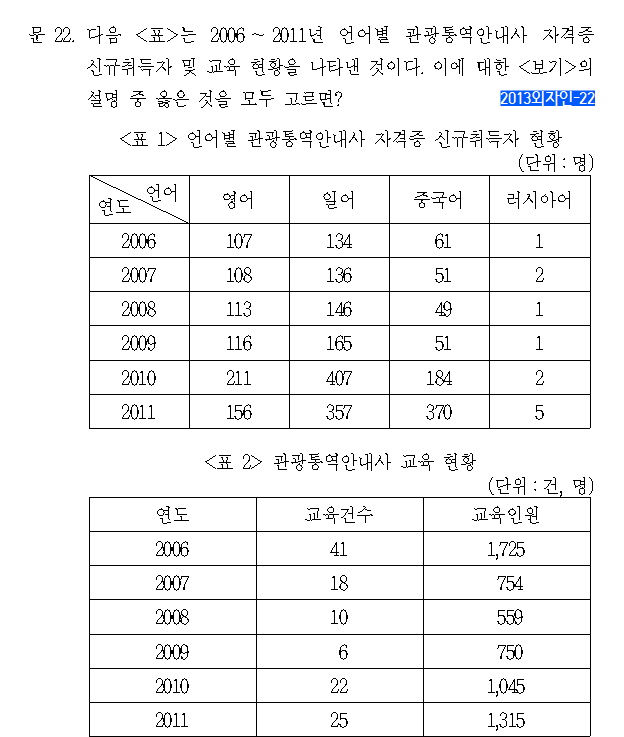 문 22. 다음 <표>는 2006 ~ 2011년 언어별 관광통역안내사 자격증
신규취득자 및 교육 현황을 나타낸 것이다. 이에 대한 <보기>의
설명 중 옳은 것을 모두 고르면? 2013외자인-22
<표 1> 언어별 관광통역안내사 자격증 신규취득자 현황
(단위 : 명)
연도 언어 영어 일어 중국어 러시아어
2006 107 134 61 1
2007 108 136 51 2
2008 113 146 49 1
2009 116 165 51 1
2010 211 407 184 2
2011 156 357 370 5
<표 2> 관광통역안내사 교육 현황
(단위 : 건, 명)
연도 교육건수 교육인원
2006 41 1,725
2007 18 754
2008 10 559
2009 6 750
2010 22 1,045
2011 25 1,315